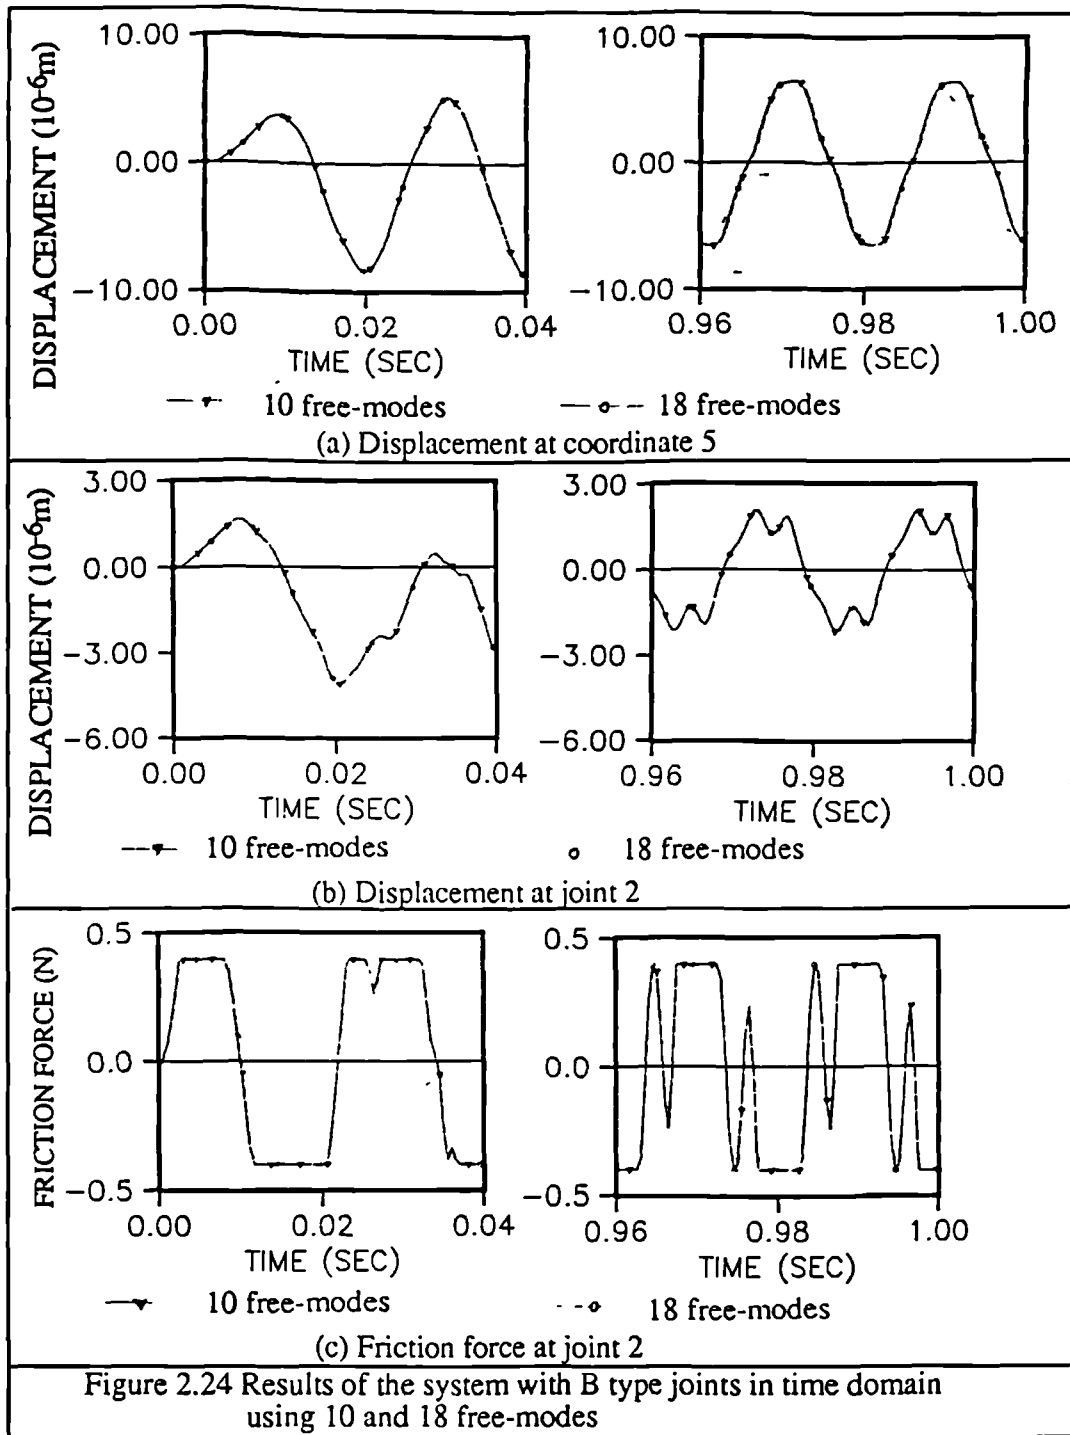 DISPLACEMENT (10-6m)
10.00
0.00
-10.00
0.00
0.02
0.04
TIME (SEC)
10.00
0.00
-10.00
0.96
0.98
1.00
TIME (SEC)
10 free-modes
18 free-modes
(a) Displacement at coordinate 5
DISPLACEMENT (10-6m)
3.00
0.00
-3.00
-6.00
0.00
0.02
0.04
TIME (SEC)
3.00
0.00
-3.00
-6.00
0.96
0.98
1.00
TIME (SEC)
10 free-modes
18 free-modes
(b) Displacement at joint 2
FRICTION FORCE (N)
0.5
0.0
-0.5
0.00
0.02
0.04
TIME (SEC)
0.5
0.0
-0.5
0.96
0.98
1.00
TIME (SEC)
10 free-modes
18 free-modes
(c) Friction force at joint 2
Figure 2.24 Results of the system with B type joints in time domain
using 10 and 18 free-modes